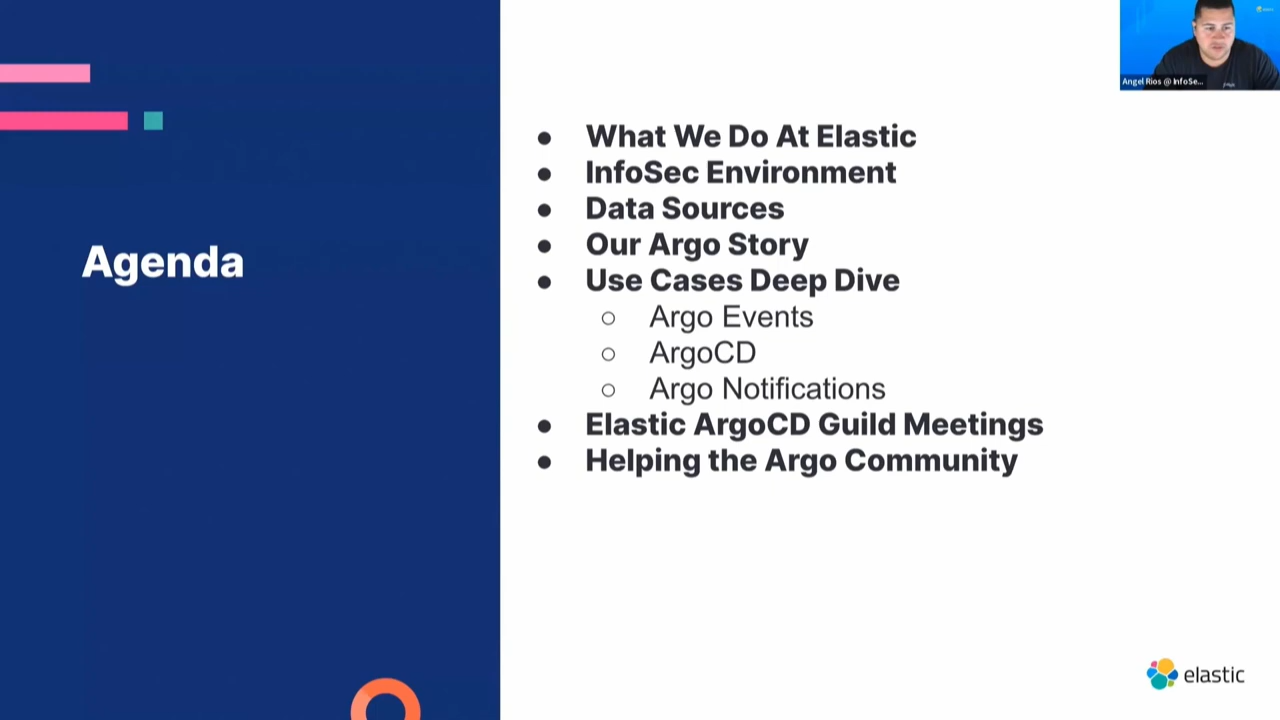 Angel Rios @ InfoSe...
Agenda
● What We Do At Elastic
● InfoSec Environment
● Data Sources
● Our Argo Story
● Use Cases Deep Dive
○ Argo Events
○ ArgoCD
○ Argo Notifications
● Elastic ArgoCD Guild Meetings
● Helping the Argo Community
elastic